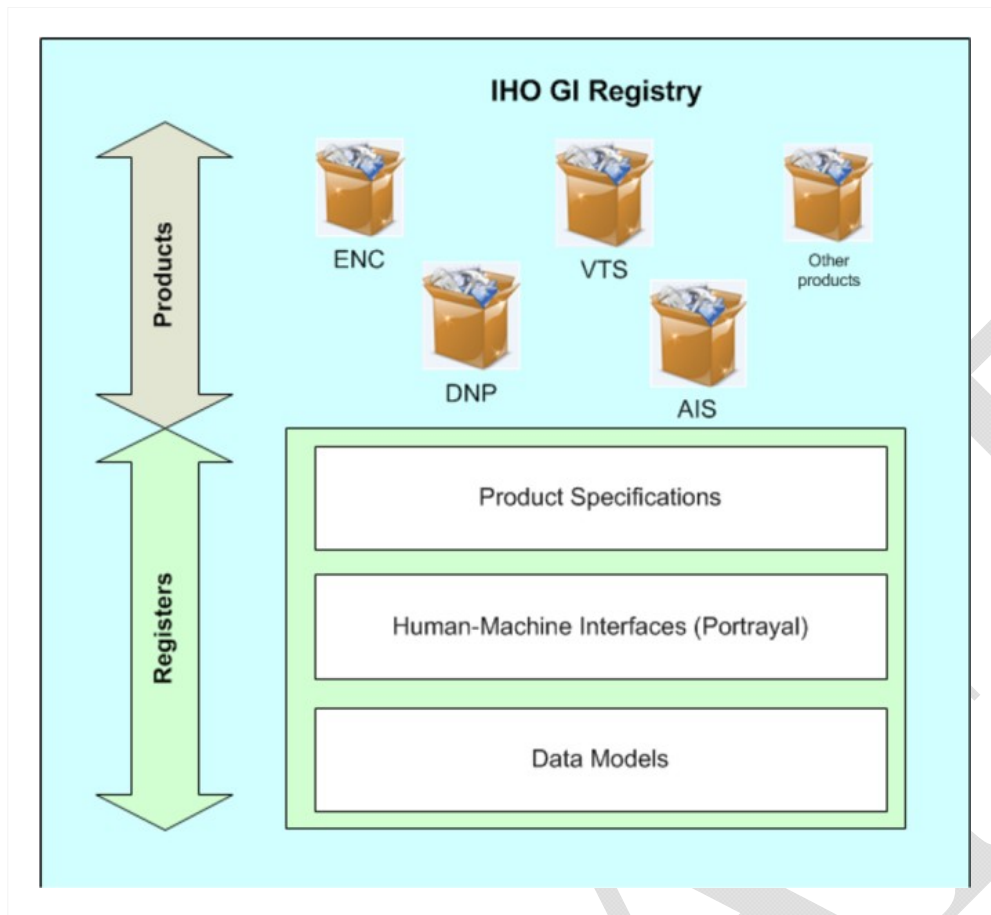 IHO GI Registry
Products
ENC
VTS
Other
products
DNP
AIS
Registers
Product Specifications
Human-Machine Interfaces (Portrayal)
Data Models